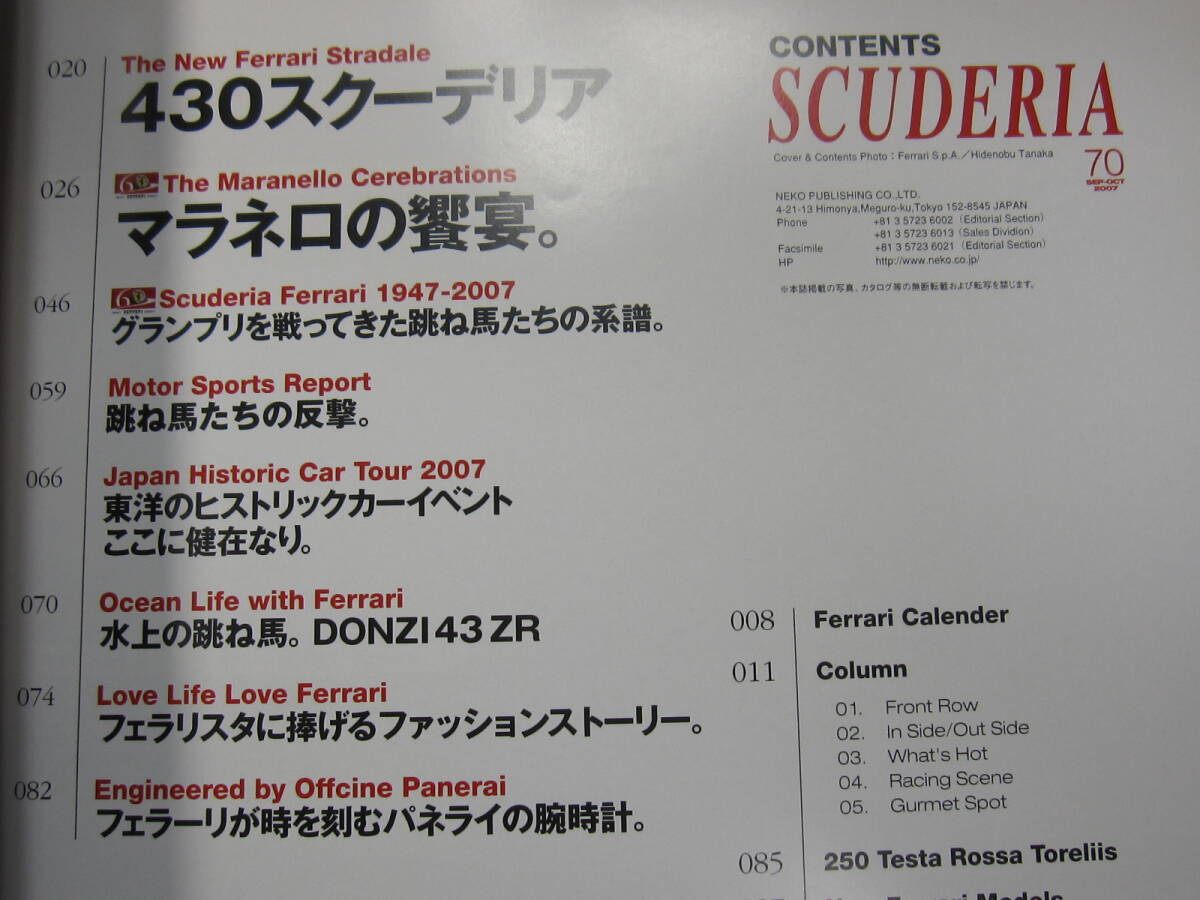 020
The New Ferrari Stradale
430スクーデリア
026
60 The Maranello Cerebrations
マラネロの饗宴。
046
60 Scuderia Ferrari 1947-2007
グランプリを戦ってきた跳ね馬たちの系譜。
059
Motor Sports Report
跳ね馬たちの反撃。
066
Japan Historic Car Tour 2007
東洋のヒストリックカーイベント
ここに健在なり。
070
Ocean Life with Ferrari
水上の跳ね馬。DONZI 43 ZR
074
Love Life Love Ferrari
フェラリスタに捧げるファッションストーリー。
082
Engineered by Offcine Panerai
フェラーリが時を刻むパネライの腕時計。
CONTENTS
SCUDERIA
Cover & Contents Photo：Ferrari S.p.A.／Hidenobu Tanaka
70
SEP-OCT
2007
NEKO PUBLISHING CO.,LTD.
4-21-13 Himonya,Meguro-ku,Tokyo 152-8545 JAPAN
Phone +81 3 5723 6002（Editorial Section）
+81 3 5723 6013（Sales Dividion）
Facsimile +81 3 5723 6021（Editorial Section）
HP http://www.neko.co.jp/
※本誌掲載の写真、カタログ等の無断転載および転写を禁じます。
008 Ferrari Calender
011 Column
01. Front Row
02. In Side/Out Side
03. What's Hot
04. Racing Scene
05. Gurmet Spot
085 250 Testa Rossa Toreliis
Ferrari Models